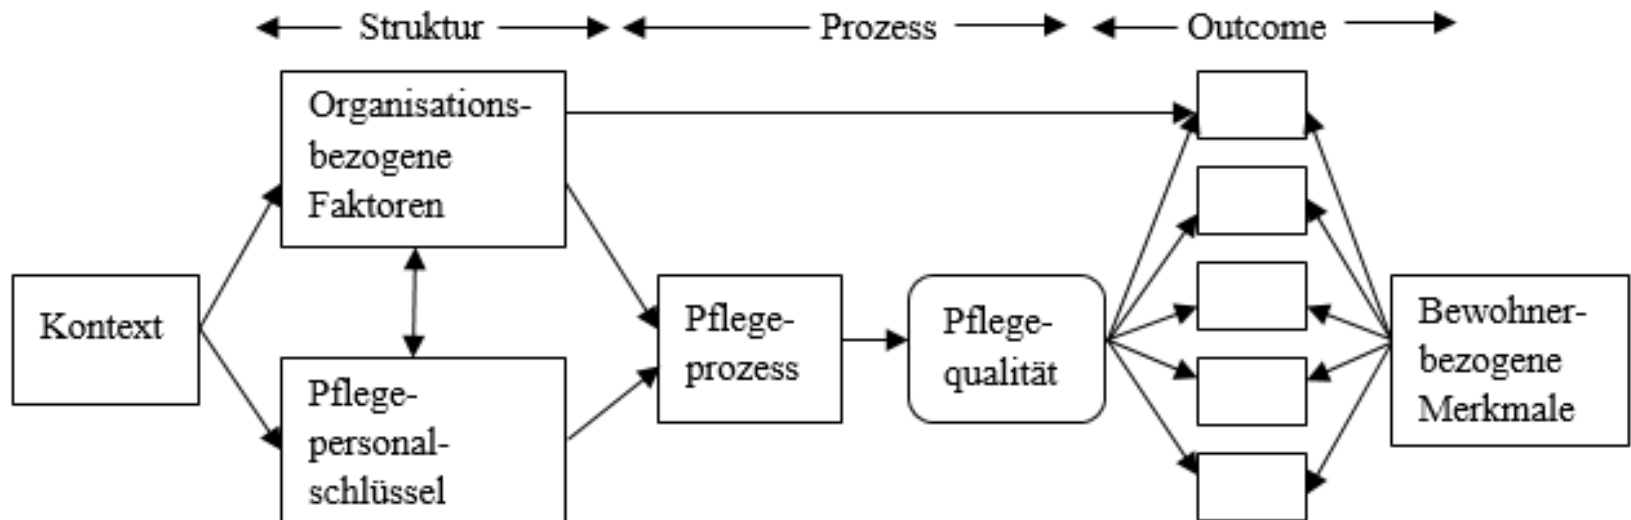 Struktur
Prozess
Outcome
Organisations-
bezogene
Faktoren
Kontext
Pflege-
personal-
schlüssel
Pflege-
prozess
Pflege-
qualität
Bewohner-
bezogene
Merkmale